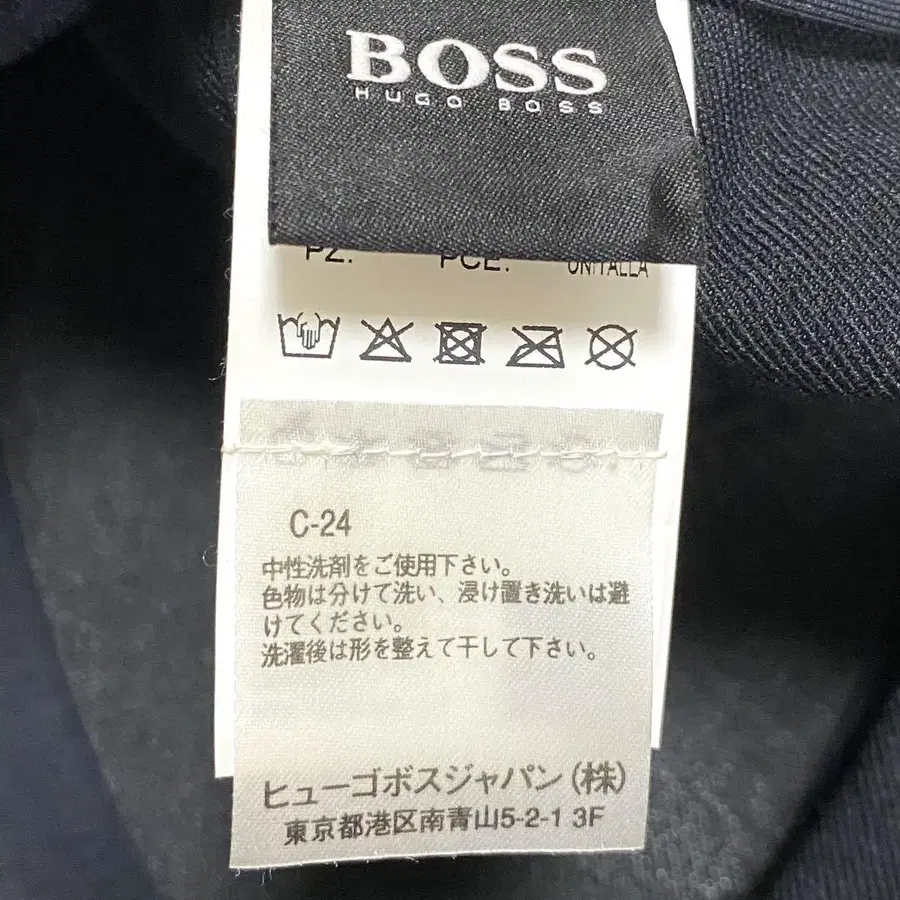 BOSS
HUGO BOSS
PZ. PCE. UNITALLA
C-24
中性洗剤をご使用下さい。
色物は分けて洗い、浸け置き洗いは避
けてください。
洗濯後は形を整えて干して下さい。
ヒューゴボスジャパン(株)
東京都港区南青山5-2-1 3F